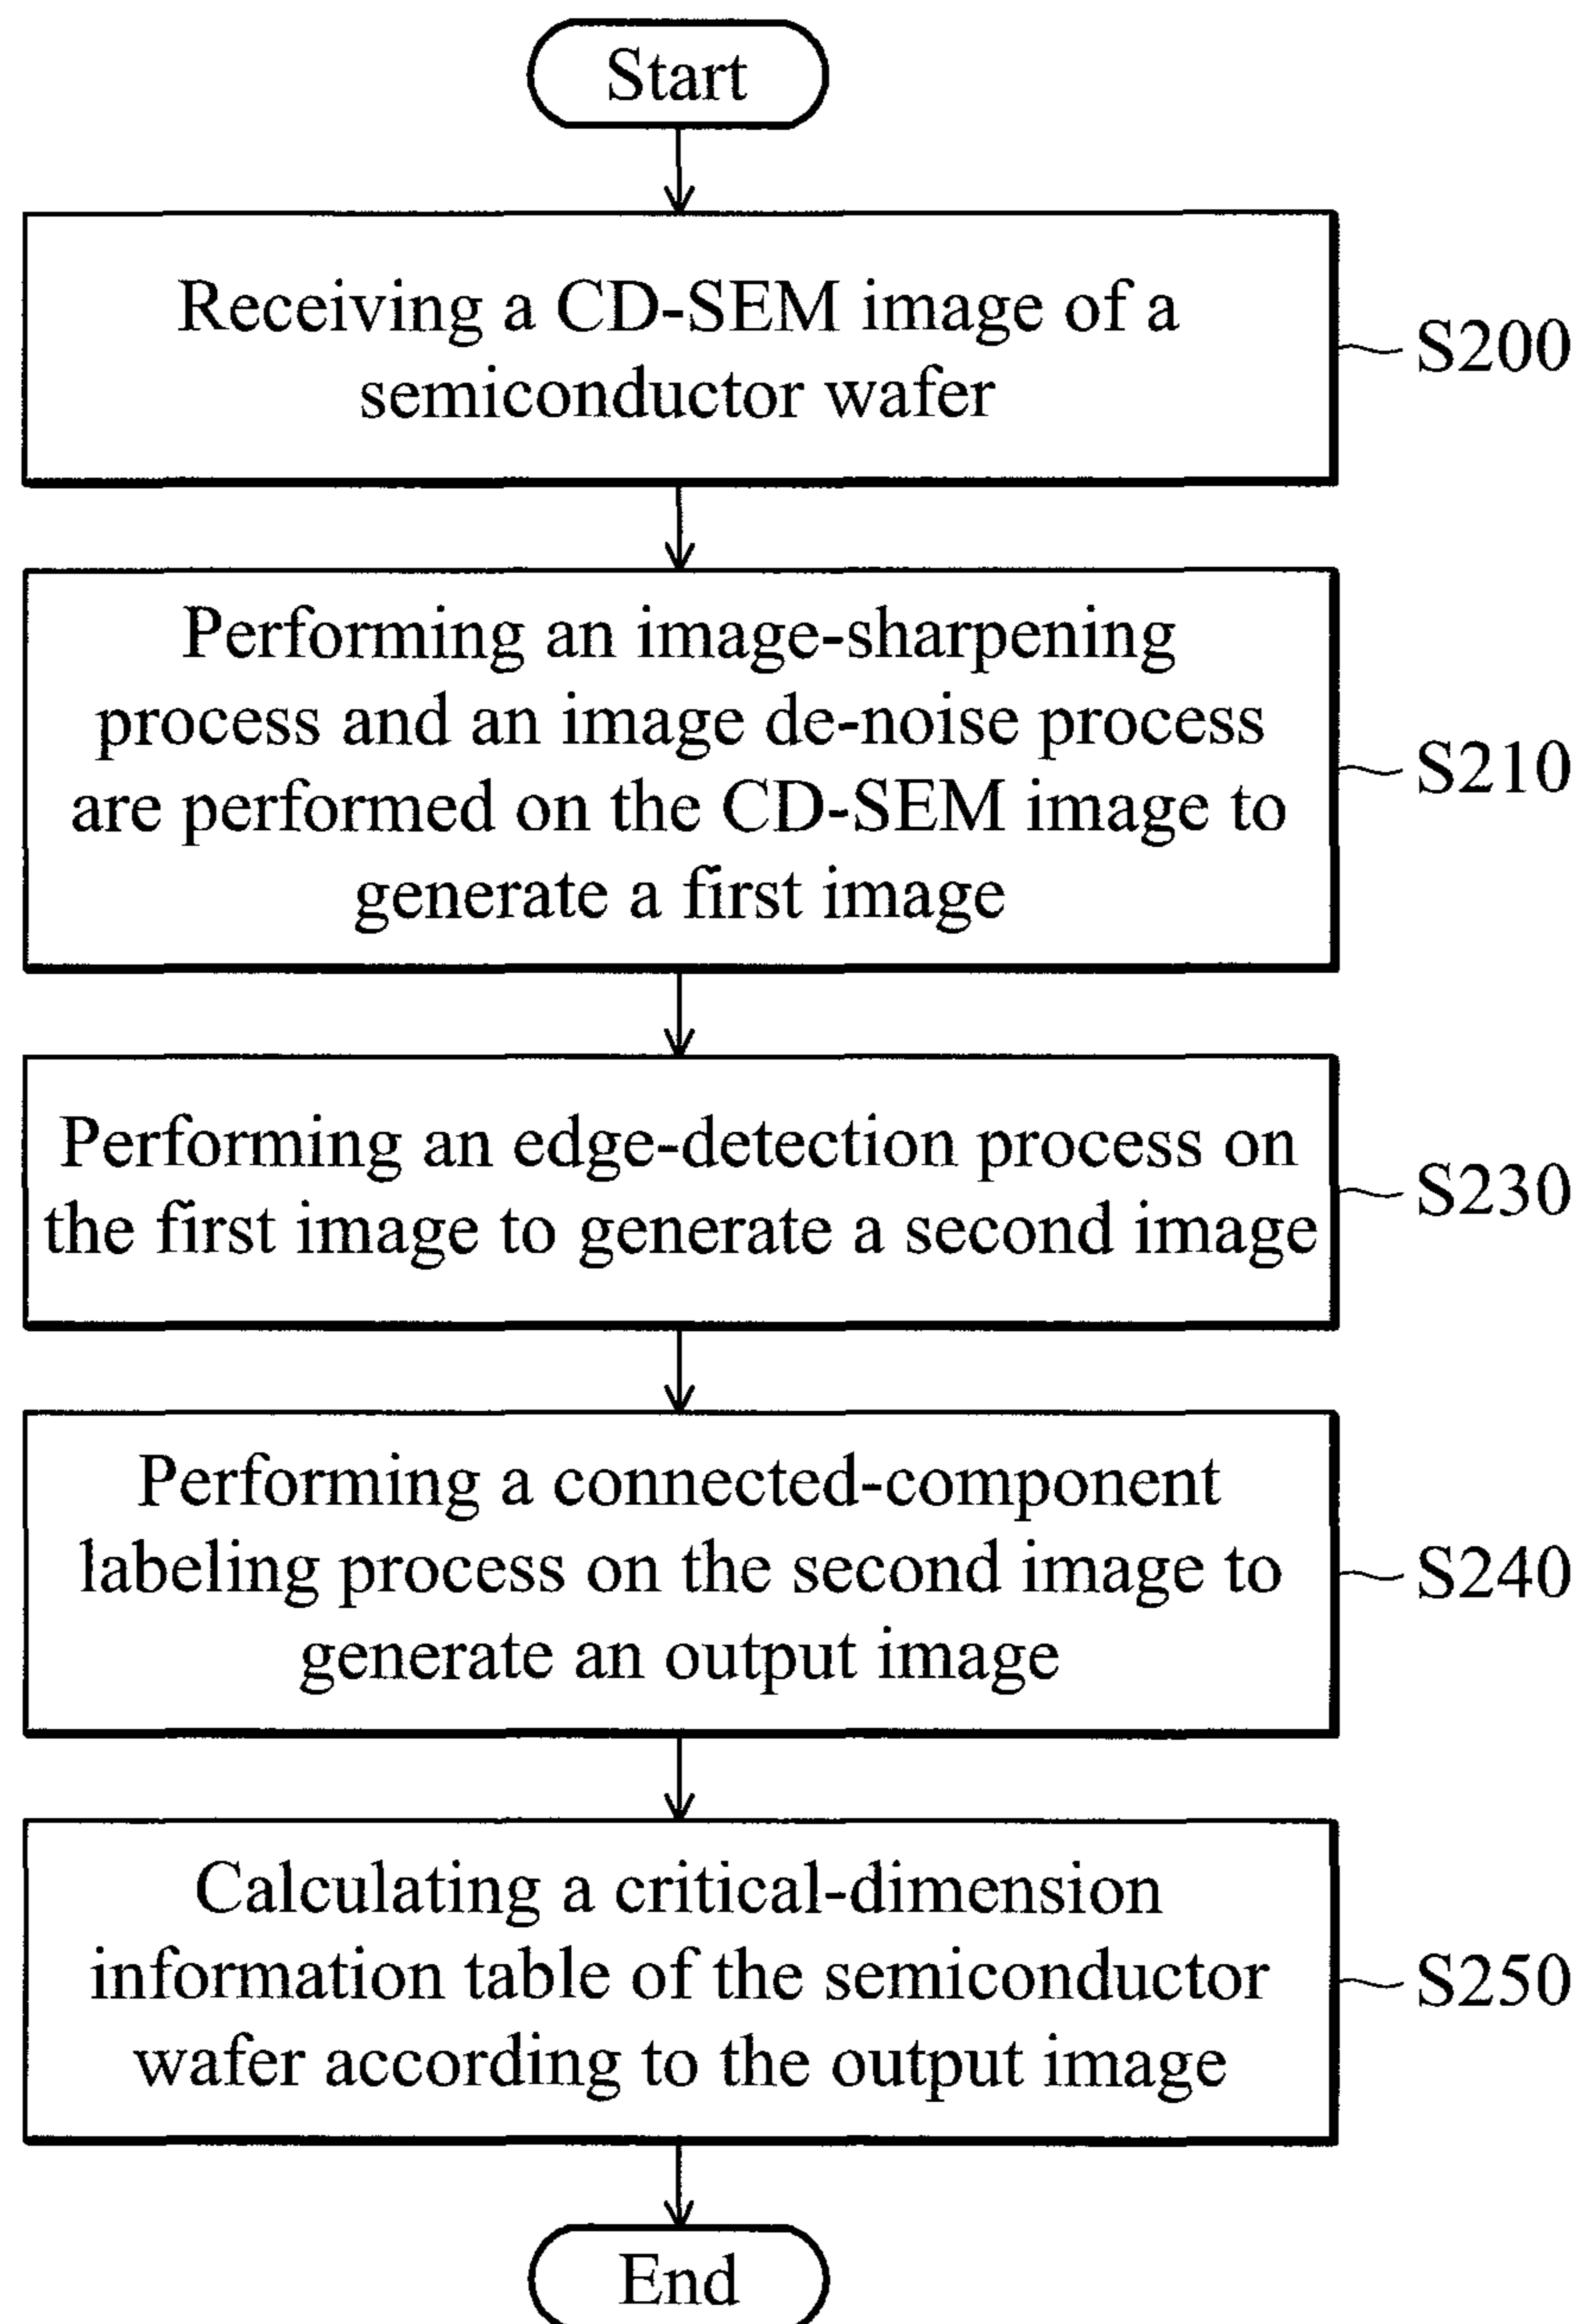 Start
Receiving a CD-SEM image of a
semiconductor wafer
S200
Performing an image-sharpening
process and an image de-noise process
are performed on the CD-SEM image to
generate a first image
S210
Performing an edge-detection process on
the first image to generate a second image
S230
Performing a connected-component
labeling process on the second image to
generate an output image
S240
Calculating a critical-dimension
information table of the semiconductor
wafer according to the output image
S250
End